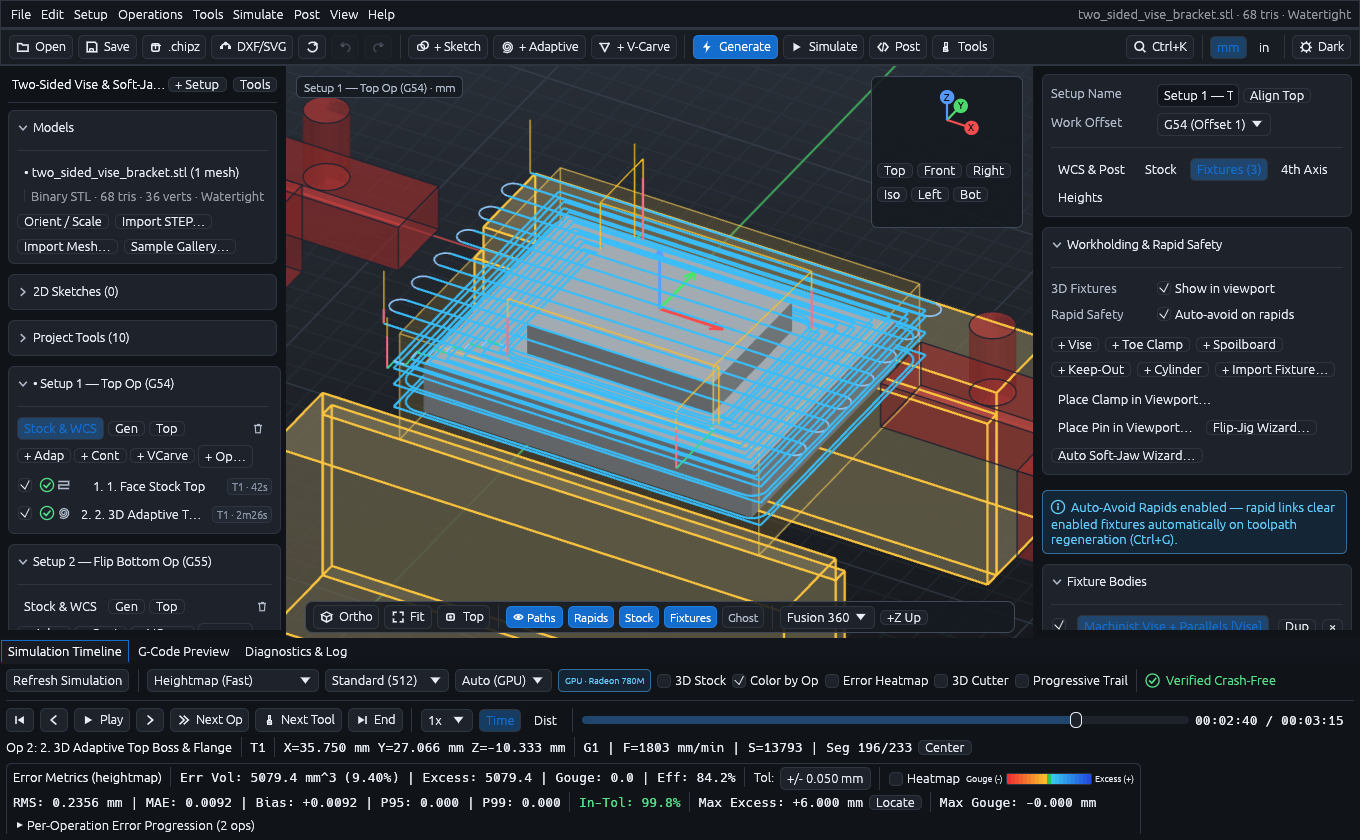 File Edit Setup Operations Tools Simulate Post View Help
two_sided_vise_bracket.stl · 68 tris · Watertight
Open Save .chipz DXF/SVG + Sketch + Adaptive + V-Carve Generate Simulate Post Tools Ctrl+K mm in Dark
Two-Sided Vise & Soft-Ja... + Setup Tools
Models
• two_sided_vise_bracket.stl (1 mesh)
Binary STL · 68 tris · 36 verts · Watertight
Orient / Scale Import STEP...
Import Mesh... Sample Gallery...
2D Sketches (0)
Project Tools (10)
• Setup 1 — Top Op (G54)
Stock & WCS Gen Top
+ Adap + Cont + VCarve + Op...
1. 1. Face Stock Top T1 · 42s
2. 2. 3D Adaptive T... T1 · 2m26s
Setup 2 — Flip Bottom Op (G55)
Stock & WCS Gen Top
Setup 1 — Top Op (G54) · mm
Z Y X
Top Front Right
Iso Left Bot
Ortho Fit Top Paths Rapids Stock Fixtures Ghost Fusion 360 +Z Up
Setup Name Setup 1 — T Align Top
Work Offset G54 (Offset 1)
WCS & Post Stock Fixtures (3) 4th Axis
Heights
Workholding & Rapid Safety
3D Fixtures Show in viewport
Rapid Safety Auto-avoid on rapids
+ Vise + Toe Clamp + Spoilboard
+ Keep-Out + Cylinder + Import Fixture...
Place Clamp in Viewport...
Place Pin in Viewport... Flip-Jig Wizard...
Auto Soft-Jaw Wizard...
Auto-Avoid Rapids enabled — rapid links clear
enabled fixtures automatically on toolpath
regeneration (Ctrl+G).
Fixture Bodies
Machinist Vise + Parallels [Vise] Dup ×
Simulation Timeline G-Code Preview Diagnostics & Log
Refresh Simulation Heightmap (Fast) Standard (512) Auto (GPU) GPU · Radeon 780M 3D Stock Color by Op Error Heatmap 3D Cutter Progressive Trail Verified Crash-Free
Play Next Op Next Tool End 1x Time Dist 00:02:40 / 00:03:15
Op 2: 2. 3D Adaptive Top Boss & Flange T1 X=35.750 mm Y=27.066 mm Z=-10.333 mm G1 | F=1803 mm/min | S=13793 | Seg 196/233 Center
Error Metrics (heightmap) Err Vol: 5079.4 mm^3 (9.40%) | Excess: 5079.4 | Gouge: 0.0 | Eff: 84.2% Tol: +/- 0.050 mm Heatmap Gouge (-) Excess (+)
RMS: 0.2356 mm | MAE: 0.0092 | Bias: +0.0092 | P95: 0.000 | P99: 0.000 In-Tol: 99.8% Max Excess: +6.000 mm Locate Max Gouge: -0.000 mm
Per-Operation Error Progression (2 ops)